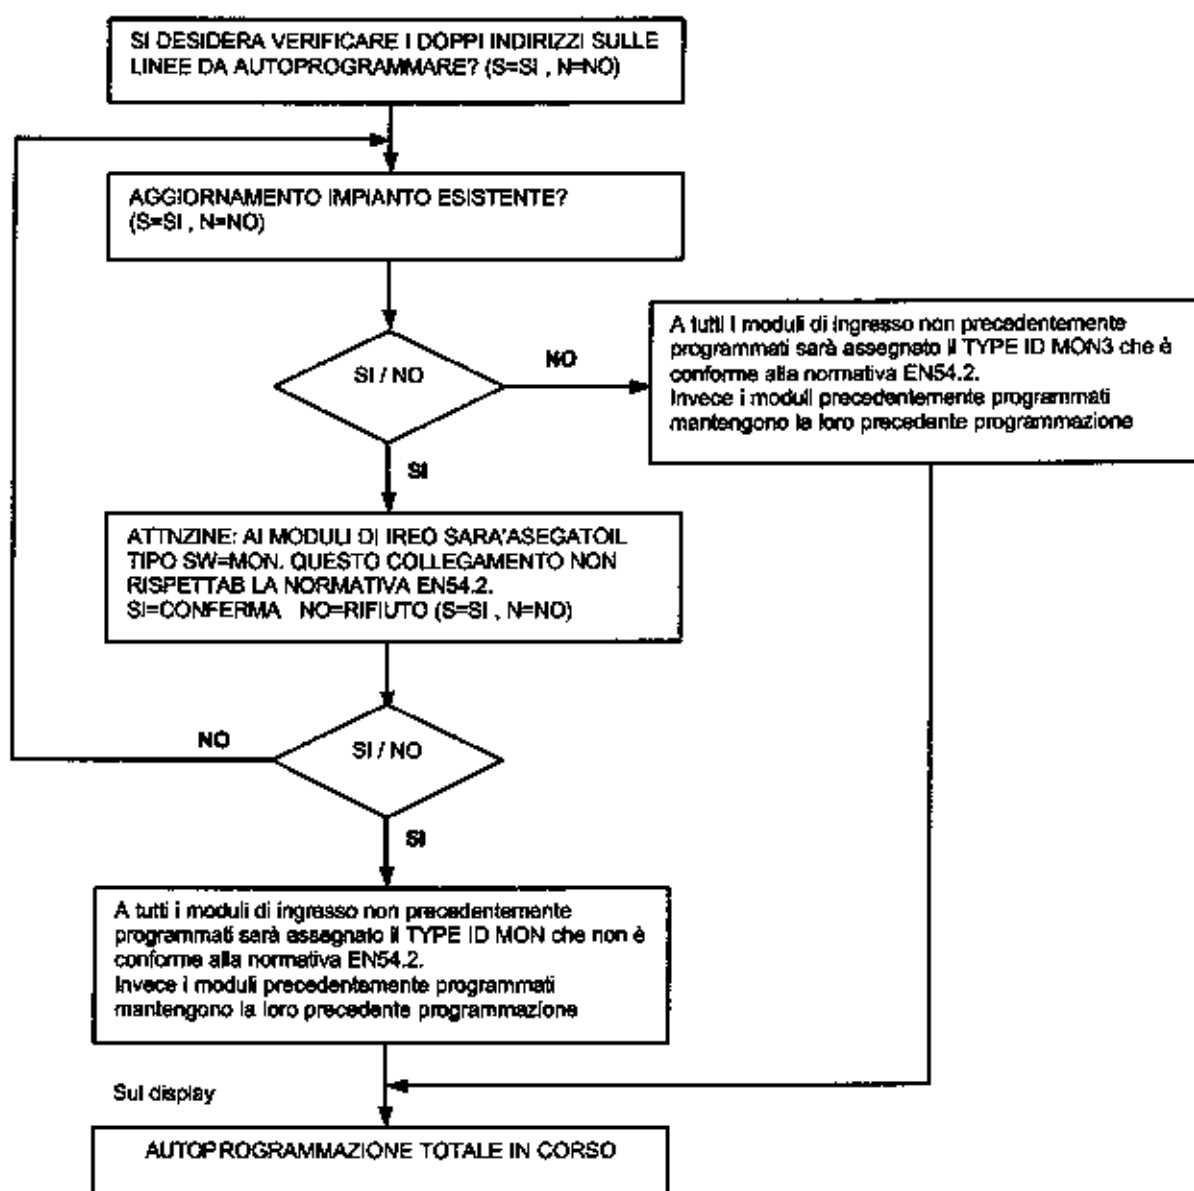 SI DESIDERA VERIFICARE I DOPPI INDIRIZZI SULLE
LINEE DA AUTOPROGRAMMARE? (S=SI , N=NO)
AGGIORNAMENTO IMPIANTO ESISTENTE?
(S=SI , N=NO)
SI / NO
NO
A tutti i moduli di ingresso non precedentemente
programmati sarà assegnato il TYPE ID MON3 che è
conforme alla normativa EN54.2.
Invece i moduli precedentemente programmati
mantengono la loro precedente programmazione
SI
ATTNZINE: AI MODULI DI IREO SARA'ASEGATOIL
TIPO SW=MON. QUESTO COLLEGAMENTO NON
RISPETTAB LA NORMATIVA EN54.2.
SI=CONFERMA NO=RIFIUTO (S=SI , N=NO)
NO
SI / NO
SI
A tutti i moduli di ingresso non precedentemente
programmati sarà assegnato il TYPE ID MON che non è
conforme alla normativa EN54.2.
Invece i moduli precedentemente programmati
mantengono la loro precedente programmazione
Sul display
AUTOPROGRAMMAZIONE TOTALE IN CORSO